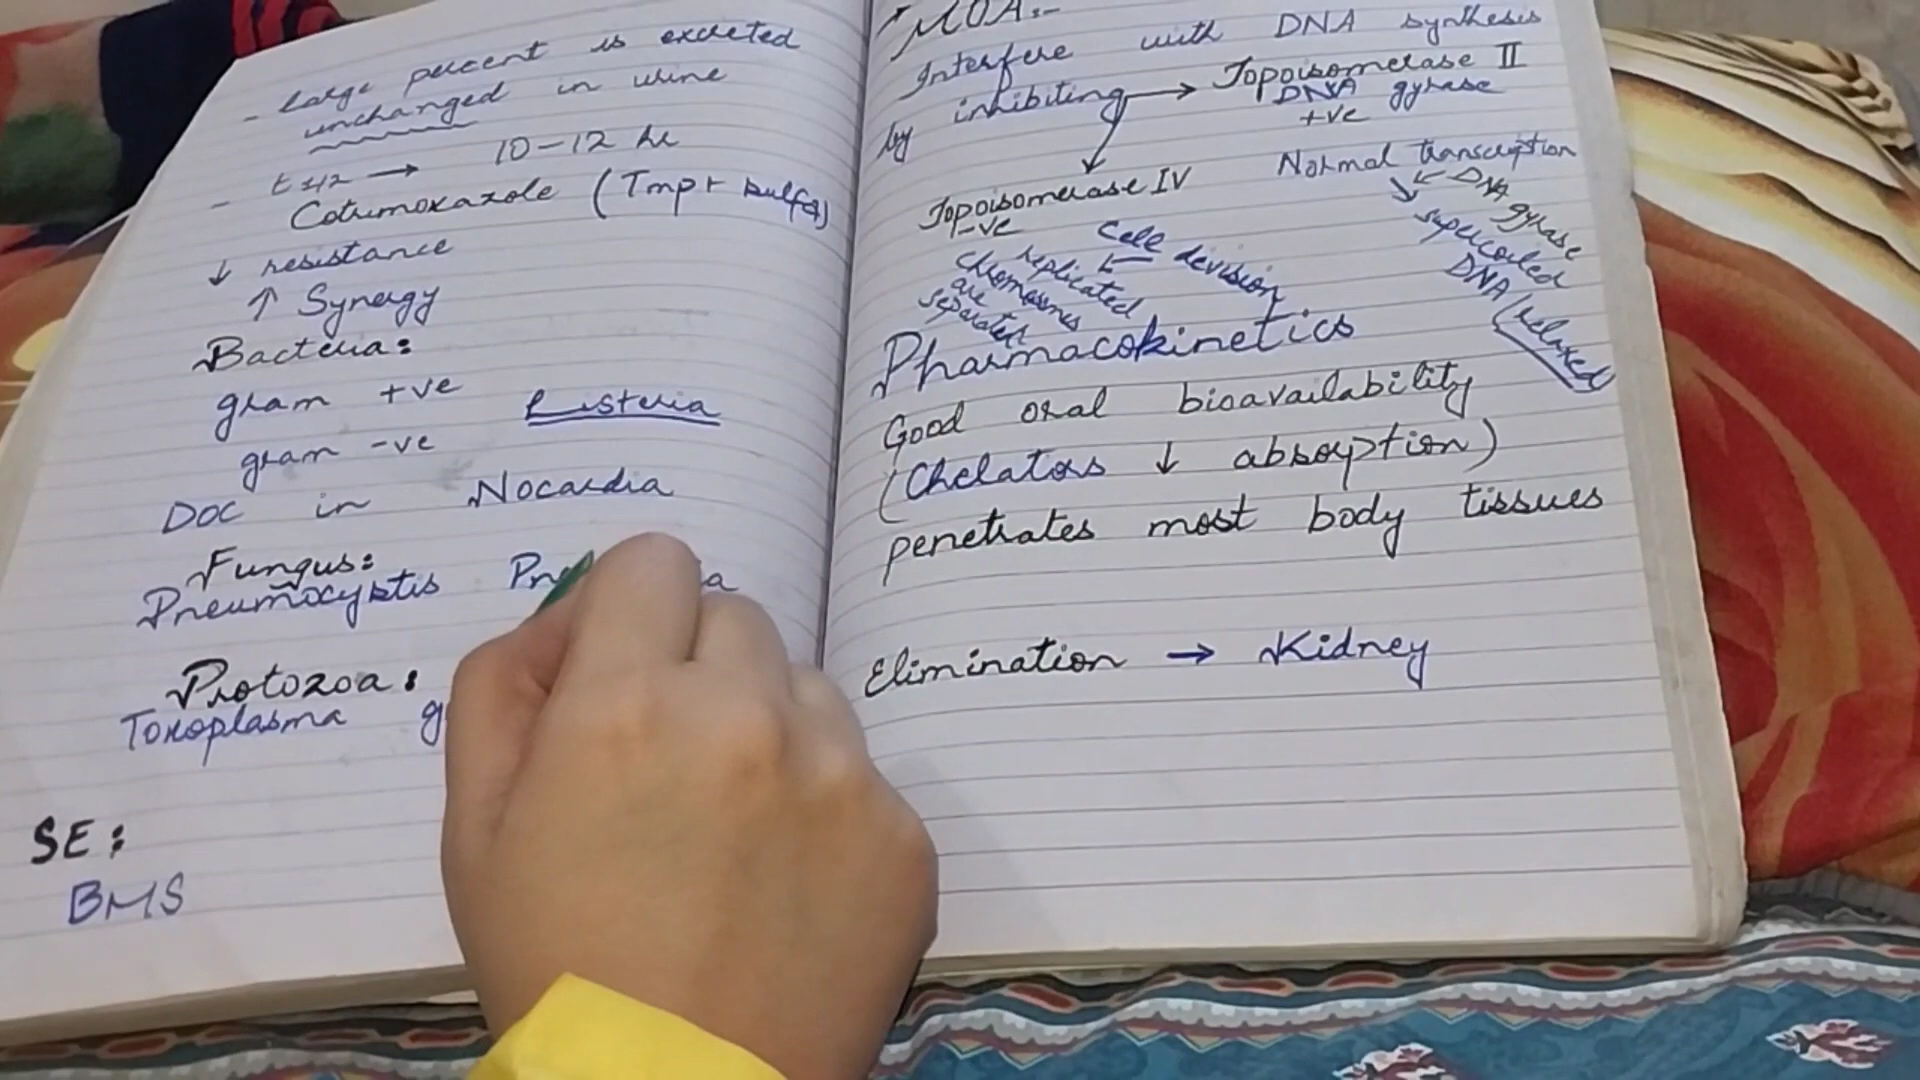 - large percent is excreted
unchanged in urine
- t 1/2 → 10-12 hr
Cotrimoxazole (Tmp+ sulfa)
↓ resistance
↑ Synergy
Bacteria:
gram +ve
gram -ve Listeria
DOC in Nocardia
Fungus:
Pneumocystis
Protozoa:
Toxoplasma
SE:
BMS
MOA:-
Interfere with DNA synthesis
by inhibiting → Topoisomerase II
DNA gyrase
+ve
Topoisomerase IV
-ve
Cell devision
replicated
chromosomes
are
separated
Normal transcription
DNA gyrase
supercoiled
DNA (relaxed
Pharmacokinetics
Good oral bioavailability
(Chelators ↓ absorption)
penetrates most body tissues
Elimination → Kidney